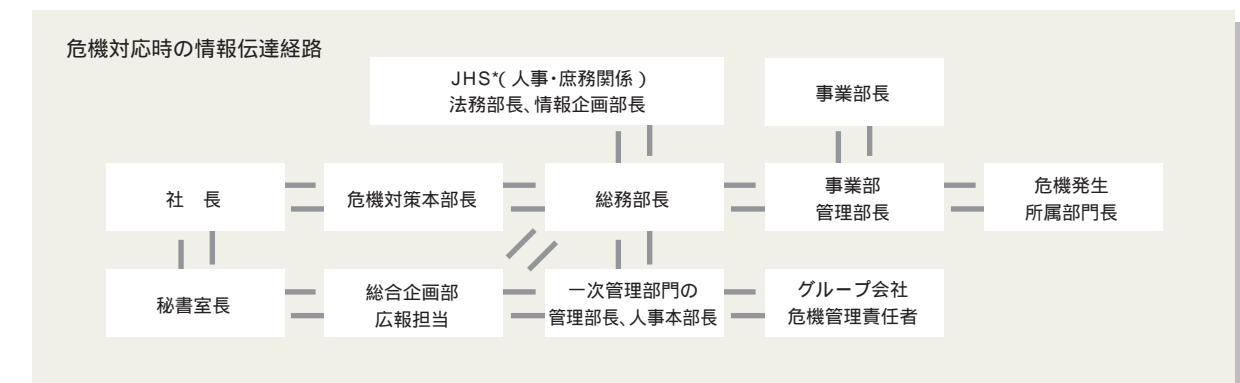 危機対応時の情報伝達経路
JHS*(人事・庶務関係)
法務部長、情報企画部長
事業部長
社　長
危機対策本部長
総務部長
事業部
管理部長
危機発生
所属部門長
秘書室長
総合企画部
広報担当
一次管理部門の
管理部長、人事本部長
グループ会社
危機管理責任者